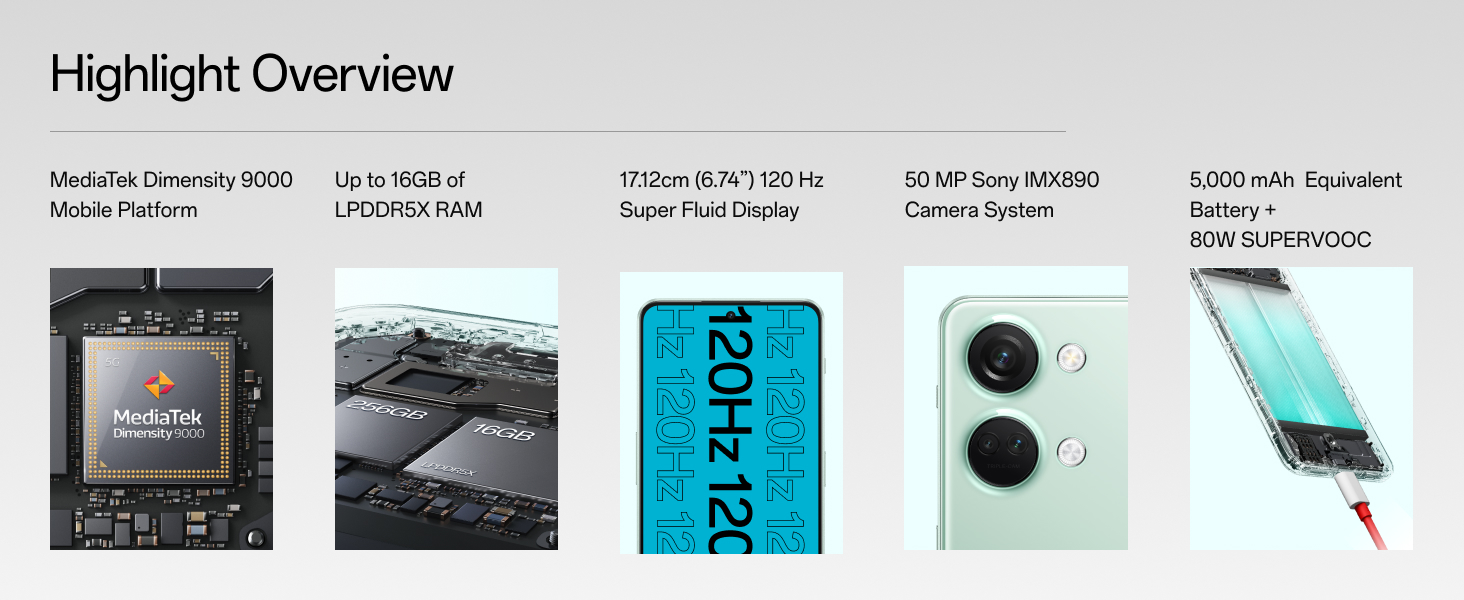 Highlight Overview
MediaTek Dimensity 9000
Mobile Platform
Up to 16GB of
LPDDR5X RAM
17.12cm (6.74”) 120 Hz
Super Fluid Display
50 MP Sony IMX890
Camera System
5,000 mAh  Equivalent
Battery +
80W SUPERVOOC
5G
MediaTek
Dimensity 9000
256GB
16GB
LPDDR5X
Hz 120Hz 12
120Hz 120
Hz 120Hz 12